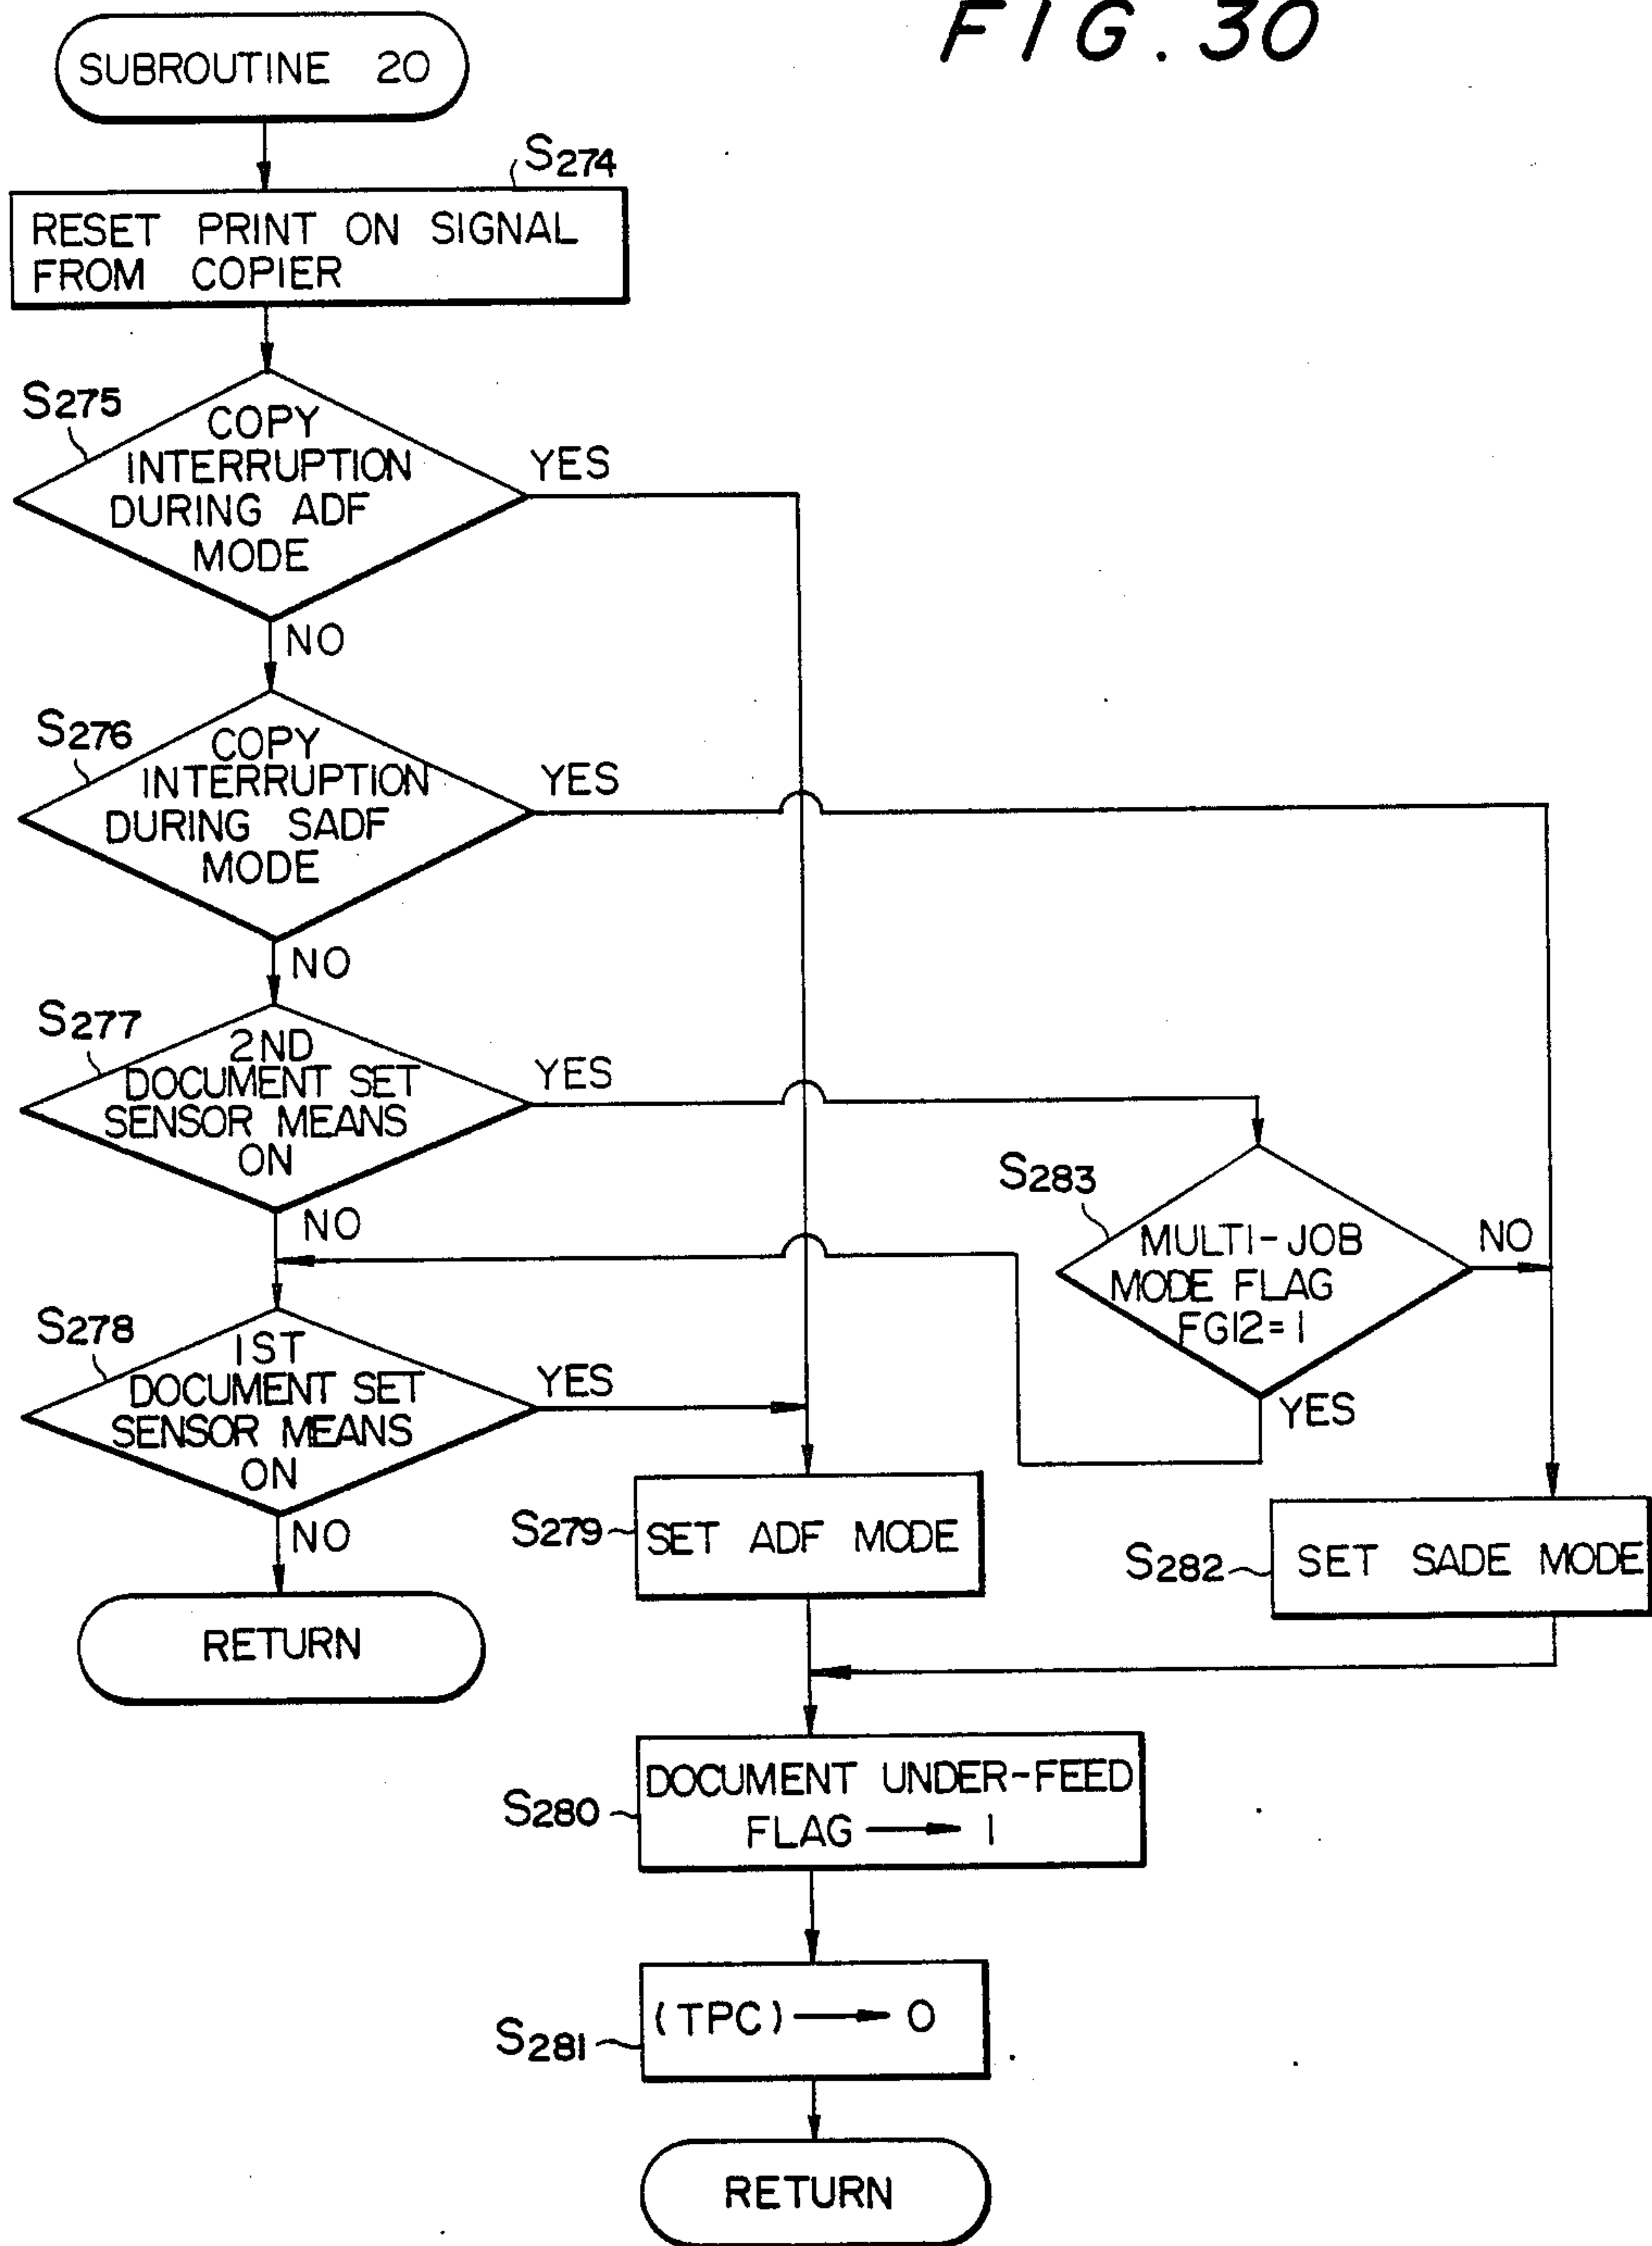 FIG. 30
SUBROUTINE 20
S274
RESET PRINT ON SIGNAL
FROM COPIER
S275
COPY
INTERRUPTION
DURING ADF
MODE
YES
NO
S276
COPY
INTERRUPTION
DURING SADF
MODE
YES
NO
S277
2ND
DOCUMENT SET
SENSOR MEANS
ON
YES
NO
S283
MULTI-JOB
MODE FLAG
FG12=1
NO
YES
S278
1ST
DOCUMENT SET
SENSOR MEANS
ON
YES
NO
RETURN
S279
SET ADF MODE
S282
SET SADE MODE
S280
DOCUMENT UNDER-FEED
FLAG → 1
S281
(TPC) → 0
RETURN